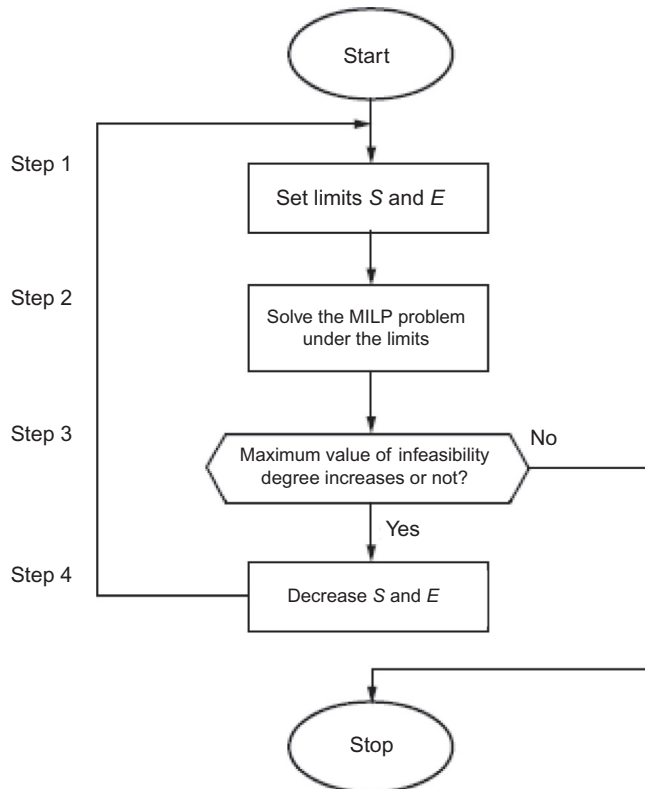 Start
Step 1
Set limits S and E
Step 2
Solve the MILP problem
under the limits
Step 3
Maximum value of infeasibility
degree increases or not?
No
Yes
Step 4
Decrease S and E
Stop